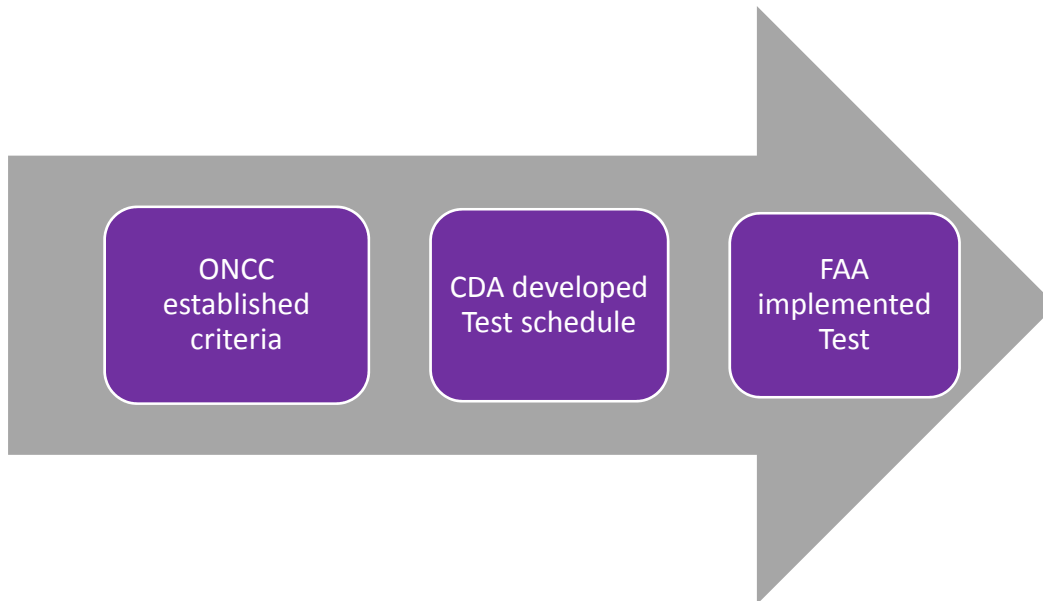 ONCC
established
criteria
CDA developed
Test schedule
FAA
implemented
Test